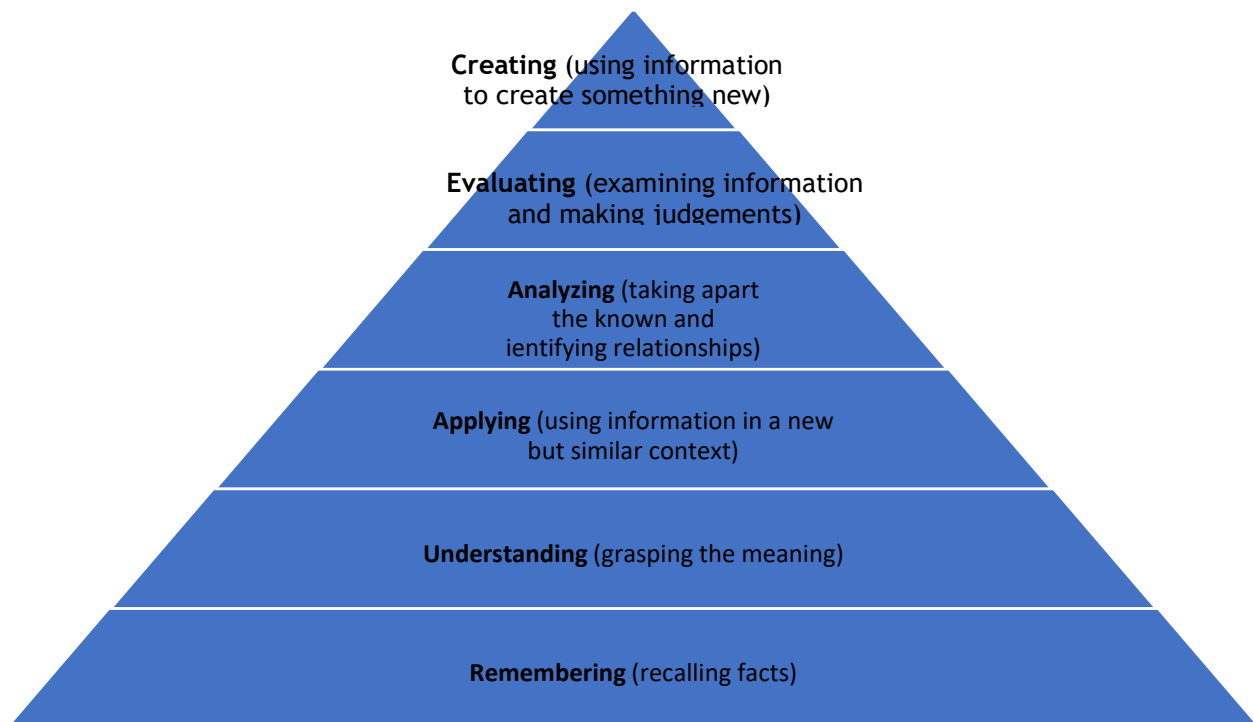 Creating (using information
to create something new)
Evaluating (examining information
and making judgements)
Analyzing (taking apart
the known and
ientifying relationships)
Applying (using information in a new
but similar context)
Understanding (grasping the meaning)
Remembering (recalling facts)